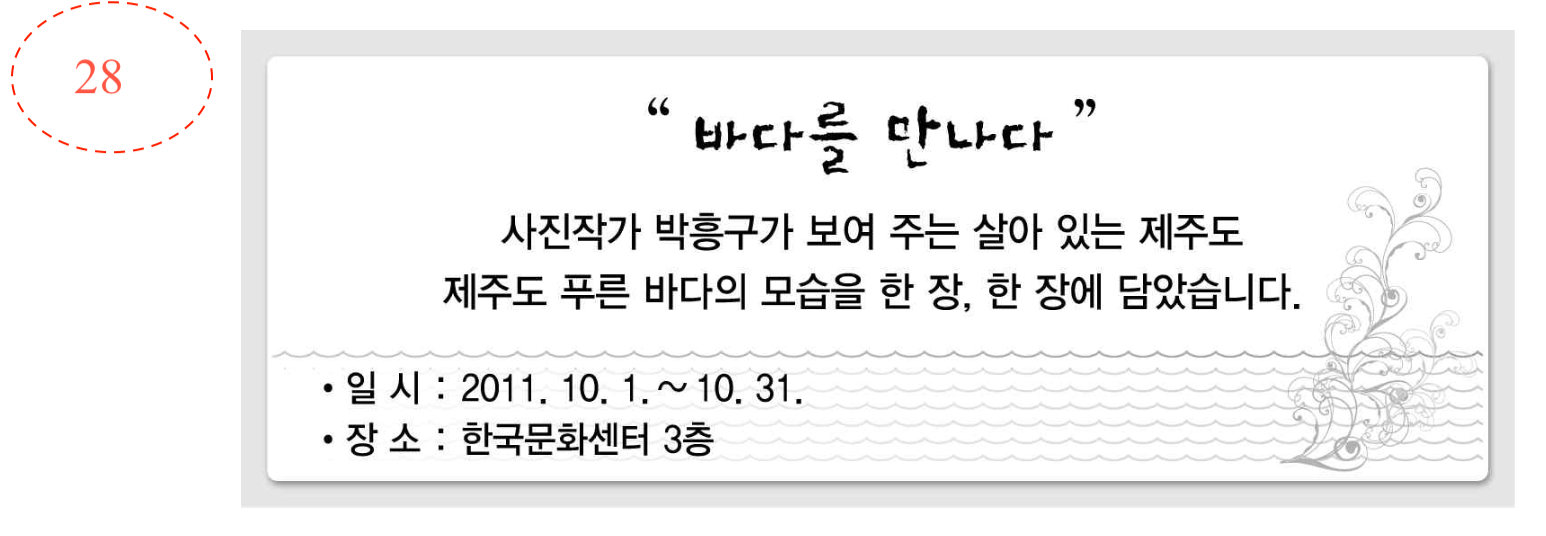 28
“ 바다를 만나다 ”
사진작가 박흥구가 보여 주는 살아 있는 제주도
제주도 푸른 바다의 모습을 한 장, 한 장에 담았습니다.
• 일 시 : 2011. 10. 1. ~ 10. 31.
• 장 소 : 한국문화센터 3층